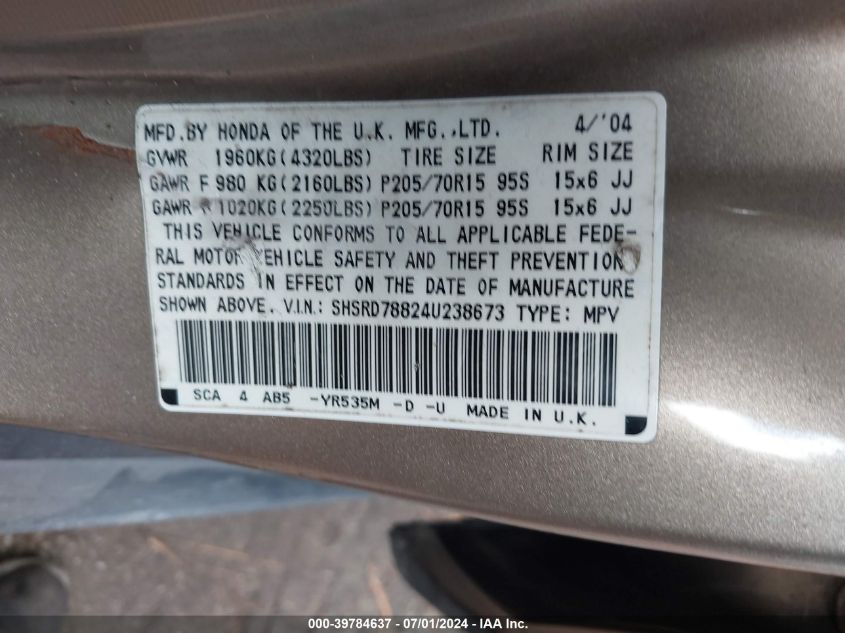 MFD.BY HONDA OF THE U.K. MFG.,LTD. 4/'04
GVWR 1960KG(4320LBS) TIRE SIZE RIM SIZE
GAWR F 980 KG(2160LBS) P205/70R15 95S 15x6 JJ
GAWR R 1020KG(2250LBS) P205/70R15 95S 15x6 JJ
THIS VEHICLE CONFORMS TO ALL APPLICABLE FEDE-
RAL MOTOR VEHICLE SAFETY AND THEFT PREVENTION
STANDARDS IN EFFECT ON THE DATE OF MANUFACTURE
SHOWN ABOVE. V.I.N.: SHSRD78824U238673 TYPE: MPV
SCA 4 AB5 -YR535M -D -U MADE IN U.K.
000-39784637 - 07/01/2024 - IAA Inc.